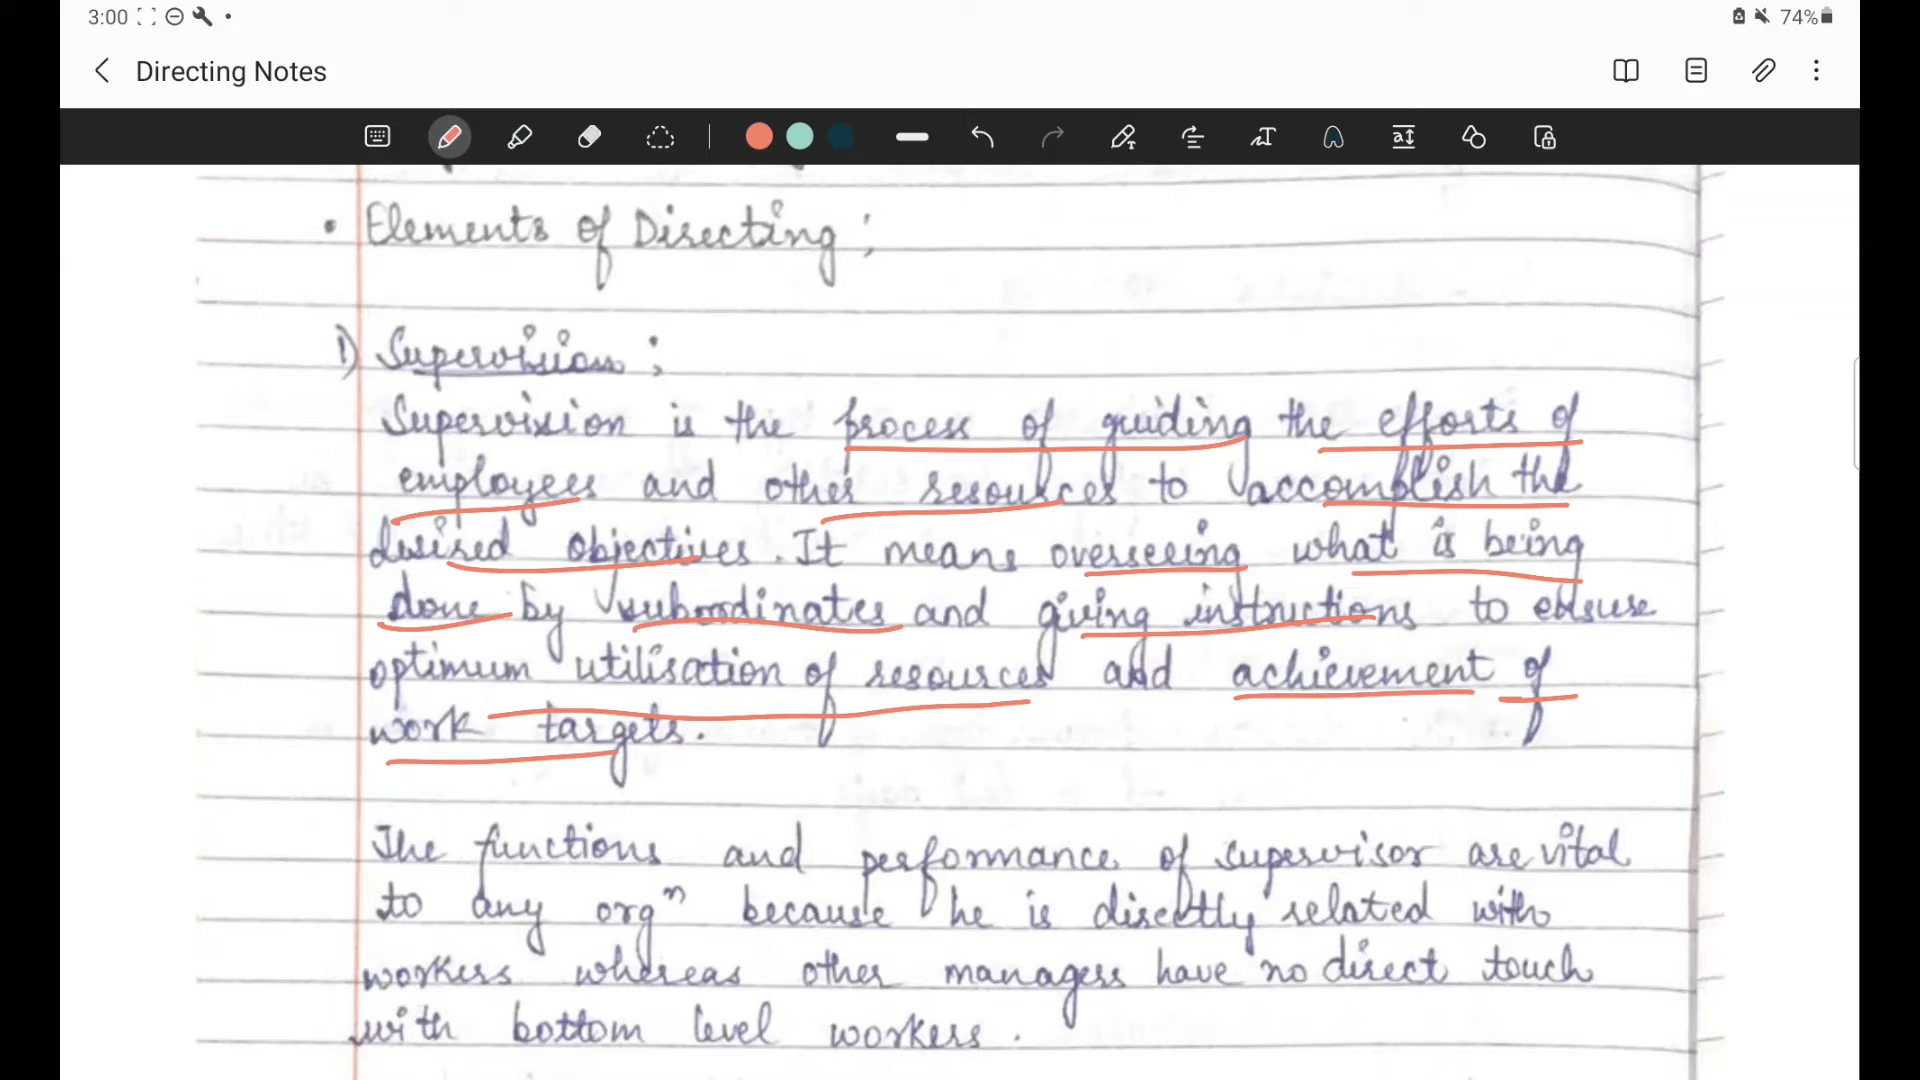 3:00
74%
Directing Notes
• Elements of Directing :
1) Supervision :
Supervision is the process of guiding the efforts of
employees and other resources to accomplish the
desired objectives. It means overseeing what is being
done by subordinates and giving instructions to ensure
optimum utilisation of resources and achievement of
work targets.
The functions and performance of supervisor are vital
to any orgⁿ because he is directly related with
workers whereas other managers have no direct touch
with bottom level workers.